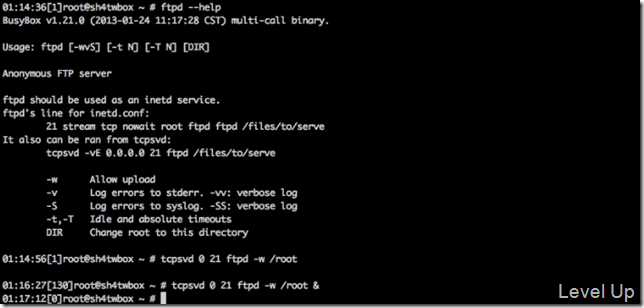 01:14:36[1]root@sh4twbox ~ # ftpd --help
BusyBox v1.21.0 (2013-01-24 11:17:28 CST) multi-call binary.
Usage: ftpd [-wvS] [-t N] [-T N] [DIR]
Anonymous FTP server
ftpd should be used as an inetd service.
ftpd's line for inetd.conf:
21 stream tcp nowait root ftpd ftpd /files/to/serve
It also can be ran from tcpsvd:
tcpsvd -vE 0.0.0.0 21 ftpd /files/to/serve
-w Allow upload
-v Log errors to stderr. -vv: verbose log
-S Log errors to syslog. -SS: verbose log
-t,-T Idle and absolute timeouts
DIR Change root to this directory
01:14:56[1]root@sh4twbox ~ # tcpsvd 0 21 ftpd -w /root
01:16:27[130]root@sh4twbox ~ # tcpsvd 0 21 ftpd -w /root &
01:17:12[0]root@sh4twbox ~ #
Level Up